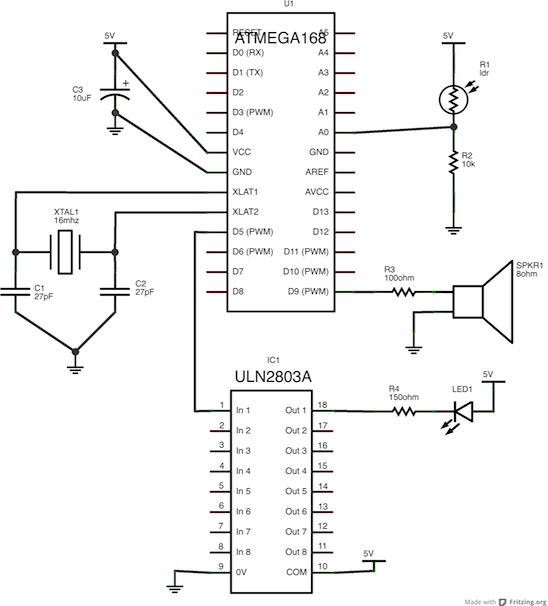 U1
ATMEGA168
RESET A5
D0 (RX) A4
D1 (TX) A3
D2 A2
D3 (PWM) A1
D4 A0
VCC GND
GND AREF
XLAT1 AVCC
XLAT2 D13
D5 (PWM) D12
D6 (PWM) D11 (PWM)
D7 D10 (PWM)
D8 D9 (PWM)
5V
C3
10uF
+
5V
R1
ldr
R2
10k
XTAL1
16mhz
C1
27pF
C2
27pF
R3
100ohm
SPKR1
8ohm
IC1
ULN2803A
1 In 1 Out 1 18
2 In 2 Out 2 17
3 In 3 Out 3 16
4 In 4 Out 4 15
5 In 5 Out 5 14
6 In 6 Out 6 13
7 In 7 Out 7 12
8 In 8 Out 8 11
9 0V COM 10
R4
150ohm
LED1
5V
5V
Made with Fritzing.org